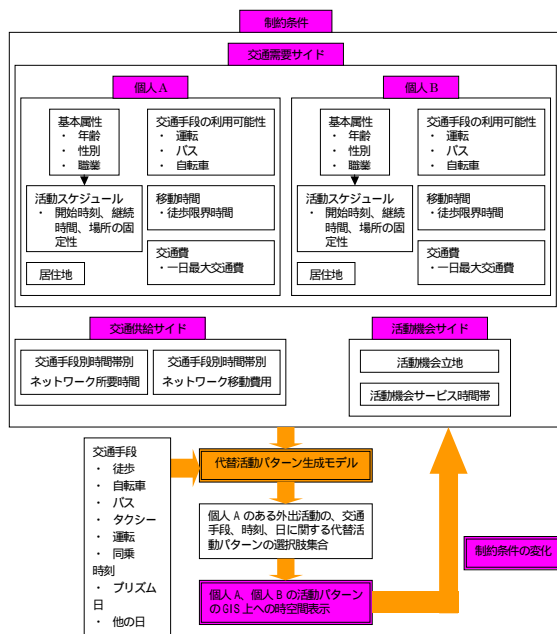 制約条件
交通需要サイド
個人 A
基本属性
・ 年齢
・ 性別
・ 職業
交通手段の利用可能性
・ 運転
・ バス
・ 自転車
活動スケジュール
・ 開始時刻、継続
時間、場所の固
定性
移動時間
・徒歩限界時間
交通費
・一日最大交通費
居住地
個人 B
基本属性
・ 年齢
・ 性別
・ 職業
交通手段の利用可能性
・ 運転
・ バス
・ 自転車
活動スケジュール
・ 開始時刻、継続
時間、場所の固
定性
移動時間
・徒歩限界時間
交通費
・一日最大交通費
居住地
交通供給サイド
交通手段別時間帯別
ネットワーク所要時間
交通手段別時間帯別
ネットワーク移動費用
活動機会サイド
活動機会立地
活動機会サービス時間帯
交通手段
・ 徒歩
・ 自転車
・ バス
・ タクシー
・ 運転
・ 同乗
時刻
・ プリズム
日
・ 他の日
代替活動パターン生成モデル
個人 A のある外出活動の、交通
手段、時刻、日に関する代替活
動パターンの選択肢集合
個人 A、個人 B の活動パターン
の GIS 上への時空間表示
制約条件の変化